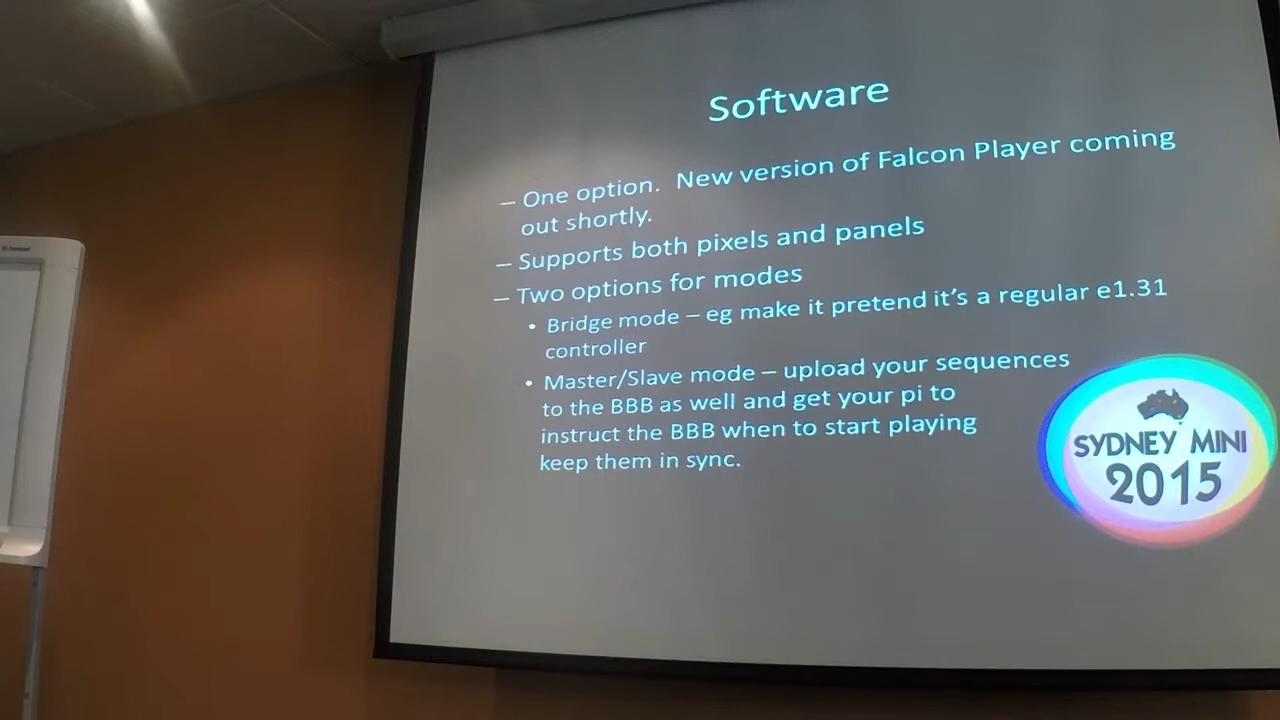 Software
– One option. New version of Falcon Player coming
out shortly.
– Supports both pixels and panels
– Two options for modes
• Bridge mode – eg make it pretend it's a regular e1.31
controller
• Master/Slave mode – upload your sequences
to the BBB as well and get your pi to
instruct the BBB when to start playing
keep them in sync.
SYDNEY MINI
2015